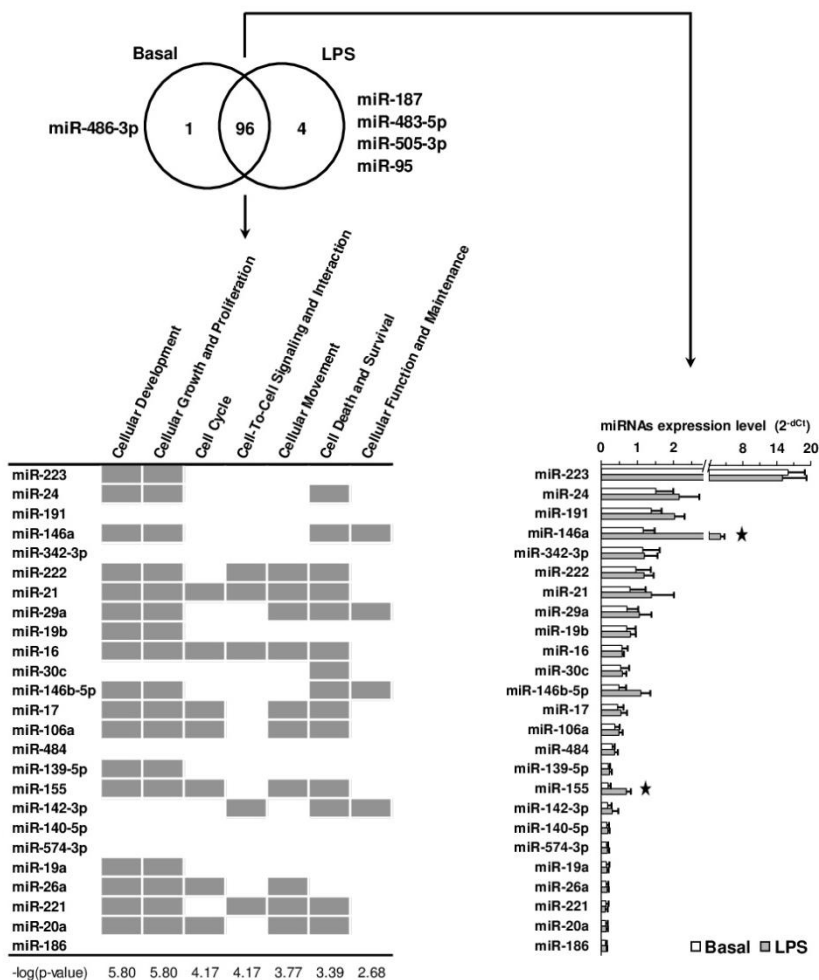 Basal
LPS
miR-486-3p
1
96
4
miR-187
miR-483-5p
miR-505-3p
miR-95
Cellular Development
Cellular Growth and Proliferation
Cell Cycle
Cell-To-Cell Signaling and Interaction
Cellular Movement
Cell Death and Survival
Cellular Function and Maintenance
miR-223
miR-24
miR-191
miR-146a
miR-342-3p
miR-222
miR-21
miR-29a
miR-19b
miR-16
miR-30c
miR-146b-5p
miR-17
miR-106a
miR-484
miR-139-5p
miR-155
miR-142-3p
miR-140-5p
miR-574-3p
miR-19a
miR-26a
miR-221
miR-20a
miR-186
-log(p-value) 5.80 5.80 4.17 4.17 3.77 3.39 2.68
miRNAs expression level (2-dCt)
0 1 2 8 14 20
miR-223
miR-24
miR-191
miR-146a
miR-342-3p
miR-222
miR-21
miR-29a
miR-19b
miR-16
miR-30c
miR-146b-5p
miR-17
miR-106a
miR-484
miR-139-5p
miR-155
miR-142-3p
miR-140-5p
miR-574-3p
miR-19a
miR-26a
miR-221
miR-20a
miR-186
Basal LPS